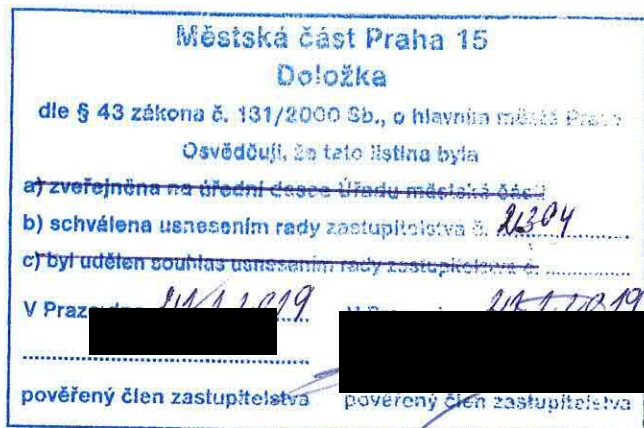 Městská část Praha 15
Doložka
dle § 43 zákona č. 131/2000 Sb., o hlavním městě Praze
Osvědčuji, že tato listina byla
a) zveřejněna na úřední desce Úřadu městské části
b) schválena usnesením rady zastupitelstva č. ............
c) byl udělen souhlas usnesením rady zastupitelstva č. ............
V Praze dne
pověřený člen zastupitelstva pověřený člen zastupitelstva